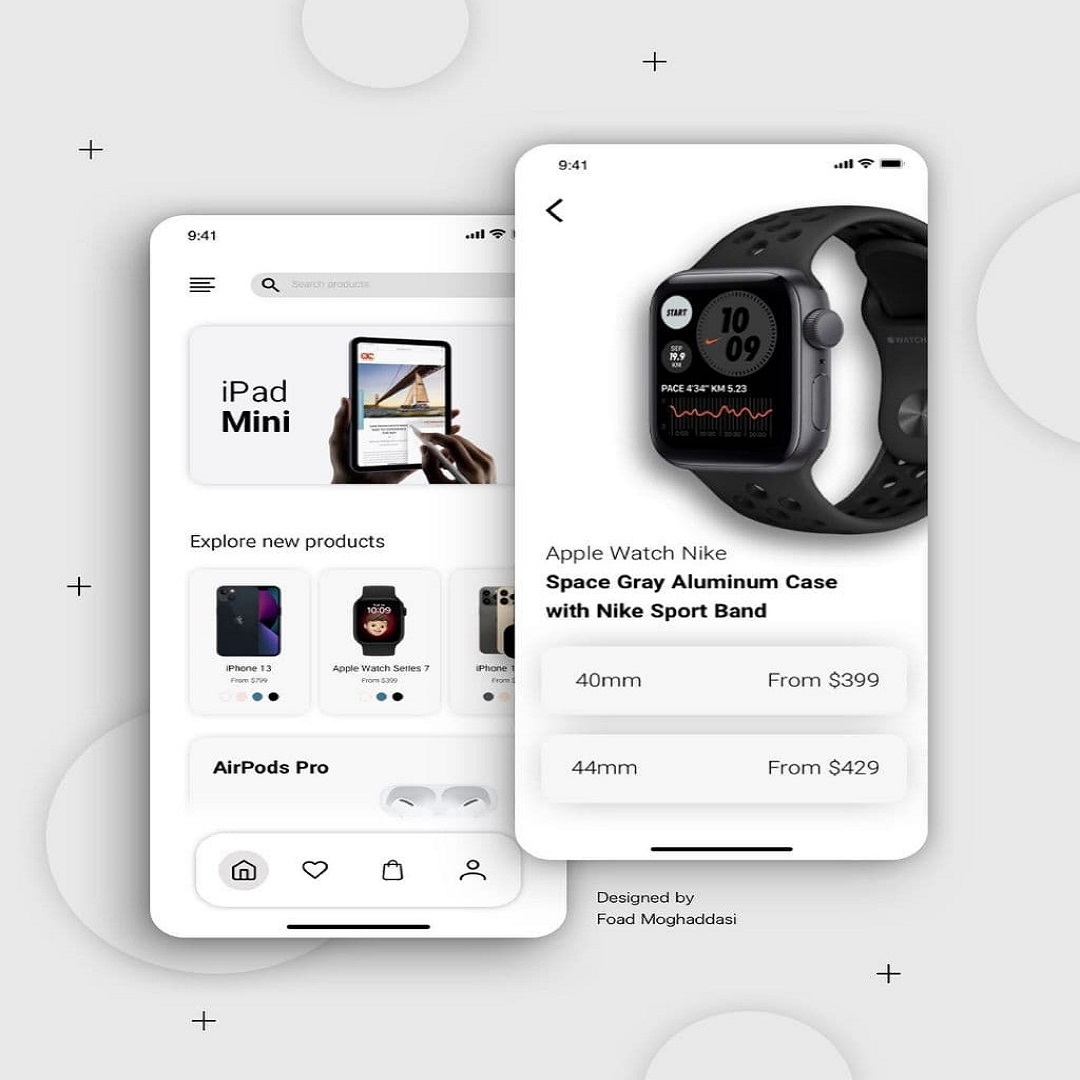 9:41
Search products
iPad
Mini
Explore new products
iPhone 13
From $799
Apple Watch Series 7
From $399
iPhone 1
From $
AirPods Pro
9:41
START
10
09
SEP
19.9
KM
PACE 4'34" KM 5.23
WATCH
Apple Watch Nike
Space Gray Aluminum Case
with Nike Sport Band
40mm
From $399
44mm
From $429
Designed by
Foad Moghaddasi